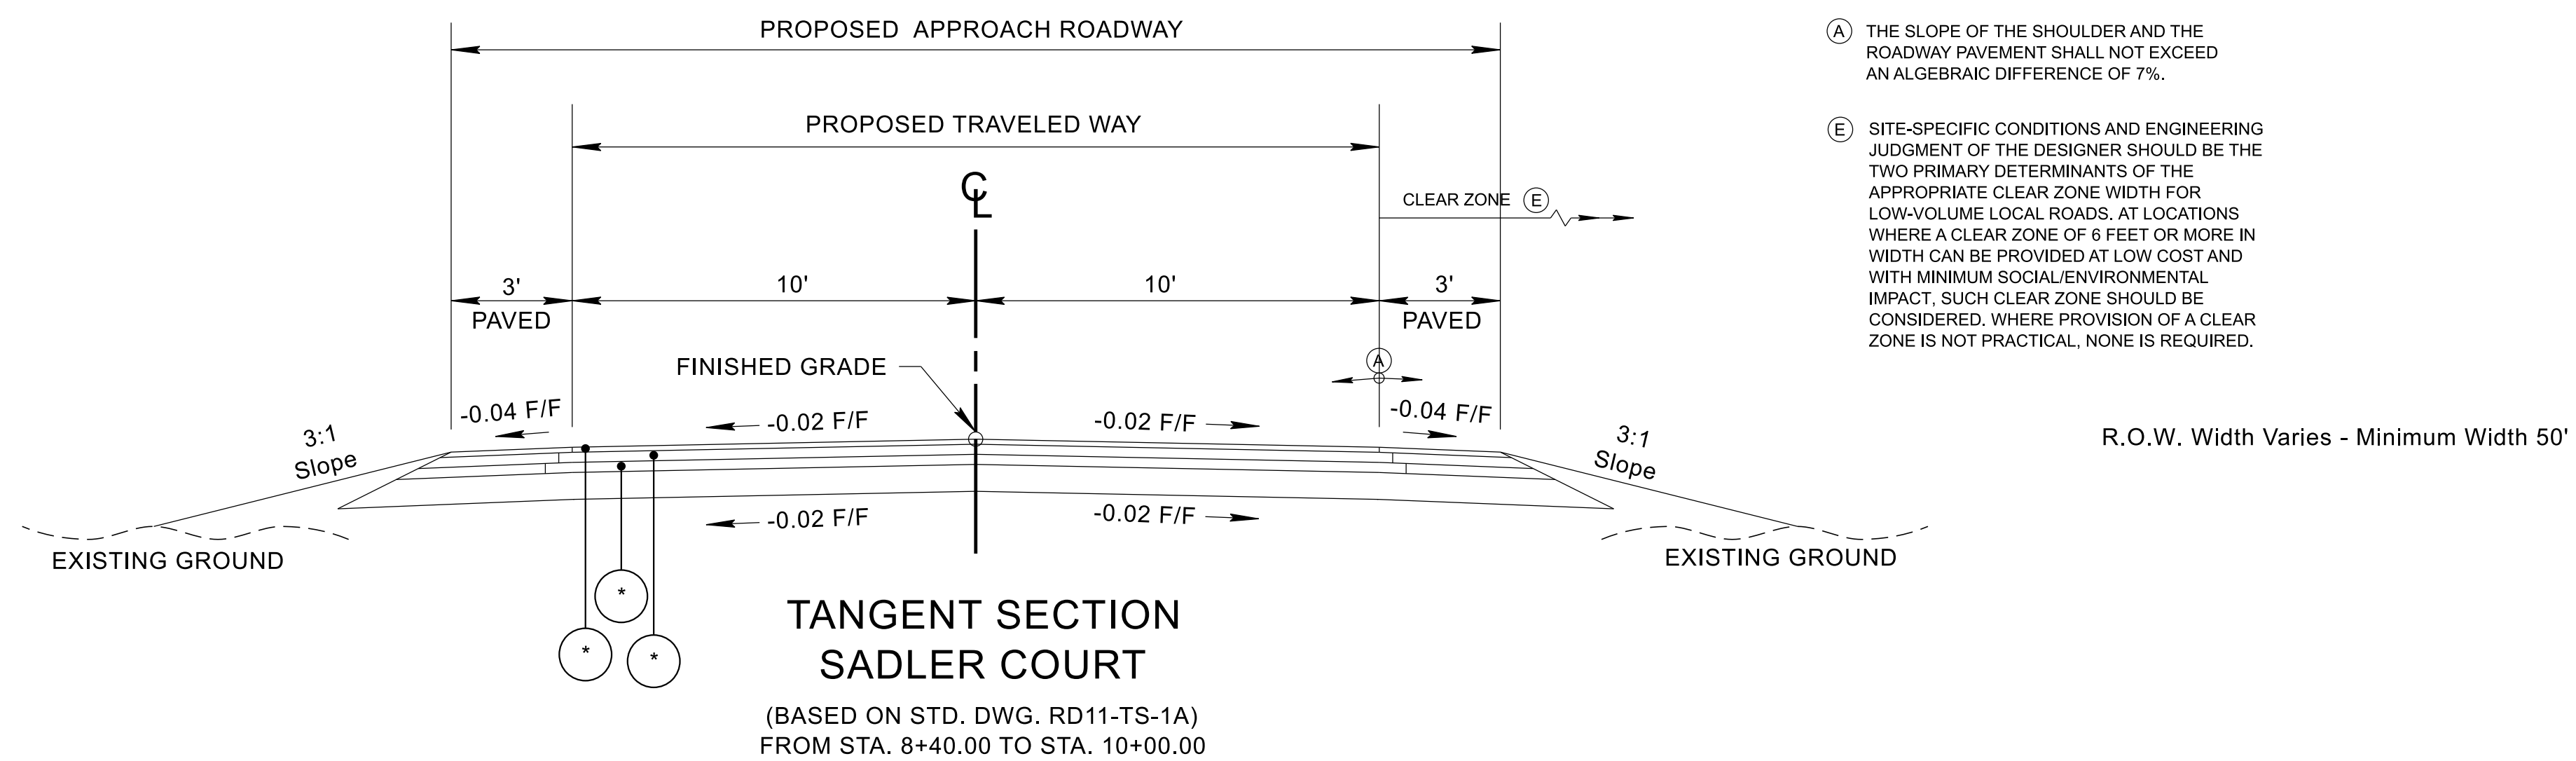 PROPOSED APPROACH ROADWAY
PROPOSED TRAVELED WAY
CL
CLEAR ZONE E
3'
10'
10'
3'
PAVED
PAVED
FINISHED GRADE
A
-0.04 F/F
-0.02 F/F
-0.02 F/F
-0.04 F/F
3:1
Slope
3:1
Slope
-0.02 F/F
-0.02 F/F
EXISTING GROUND
EXISTING GROUND
*
*
*
TANGENT SECTION
SADLER COURT
(BASED ON STD. DWG. RD11-TS-1A)
FROM STA. 8+40.00 TO STA. 10+00.00
A THE SLOPE OF THE SHOULDER AND THE
ROADWAY PAVEMENT SHALL NOT EXCEED
AN ALGEBRAIC DIFFERENCE OF 7%.
E SITE-SPECIFIC CONDITIONS AND ENGINEERING
JUDGMENT OF THE DESIGNER SHOULD BE THE
TWO PRIMARY DETERMINANTS OF THE
APPROPRIATE CLEAR ZONE WIDTH FOR
LOW-VOLUME LOCAL ROADS. AT LOCATIONS
WHERE A CLEAR ZONE OF 6 FEET OR MORE IN
WIDTH CAN BE PROVIDED AT LOW COST AND
WITH MINIMUM SOCIAL/ENVIRONMENTAL
IMPACT, SUCH CLEAR ZONE SHOULD BE
CONSIDERED. WHERE PROVISION OF A CLEAR
ZONE IS NOT PRACTICAL, NONE IS REQUIRED.
R.O.W. Width Varies - Minimum Width 50'